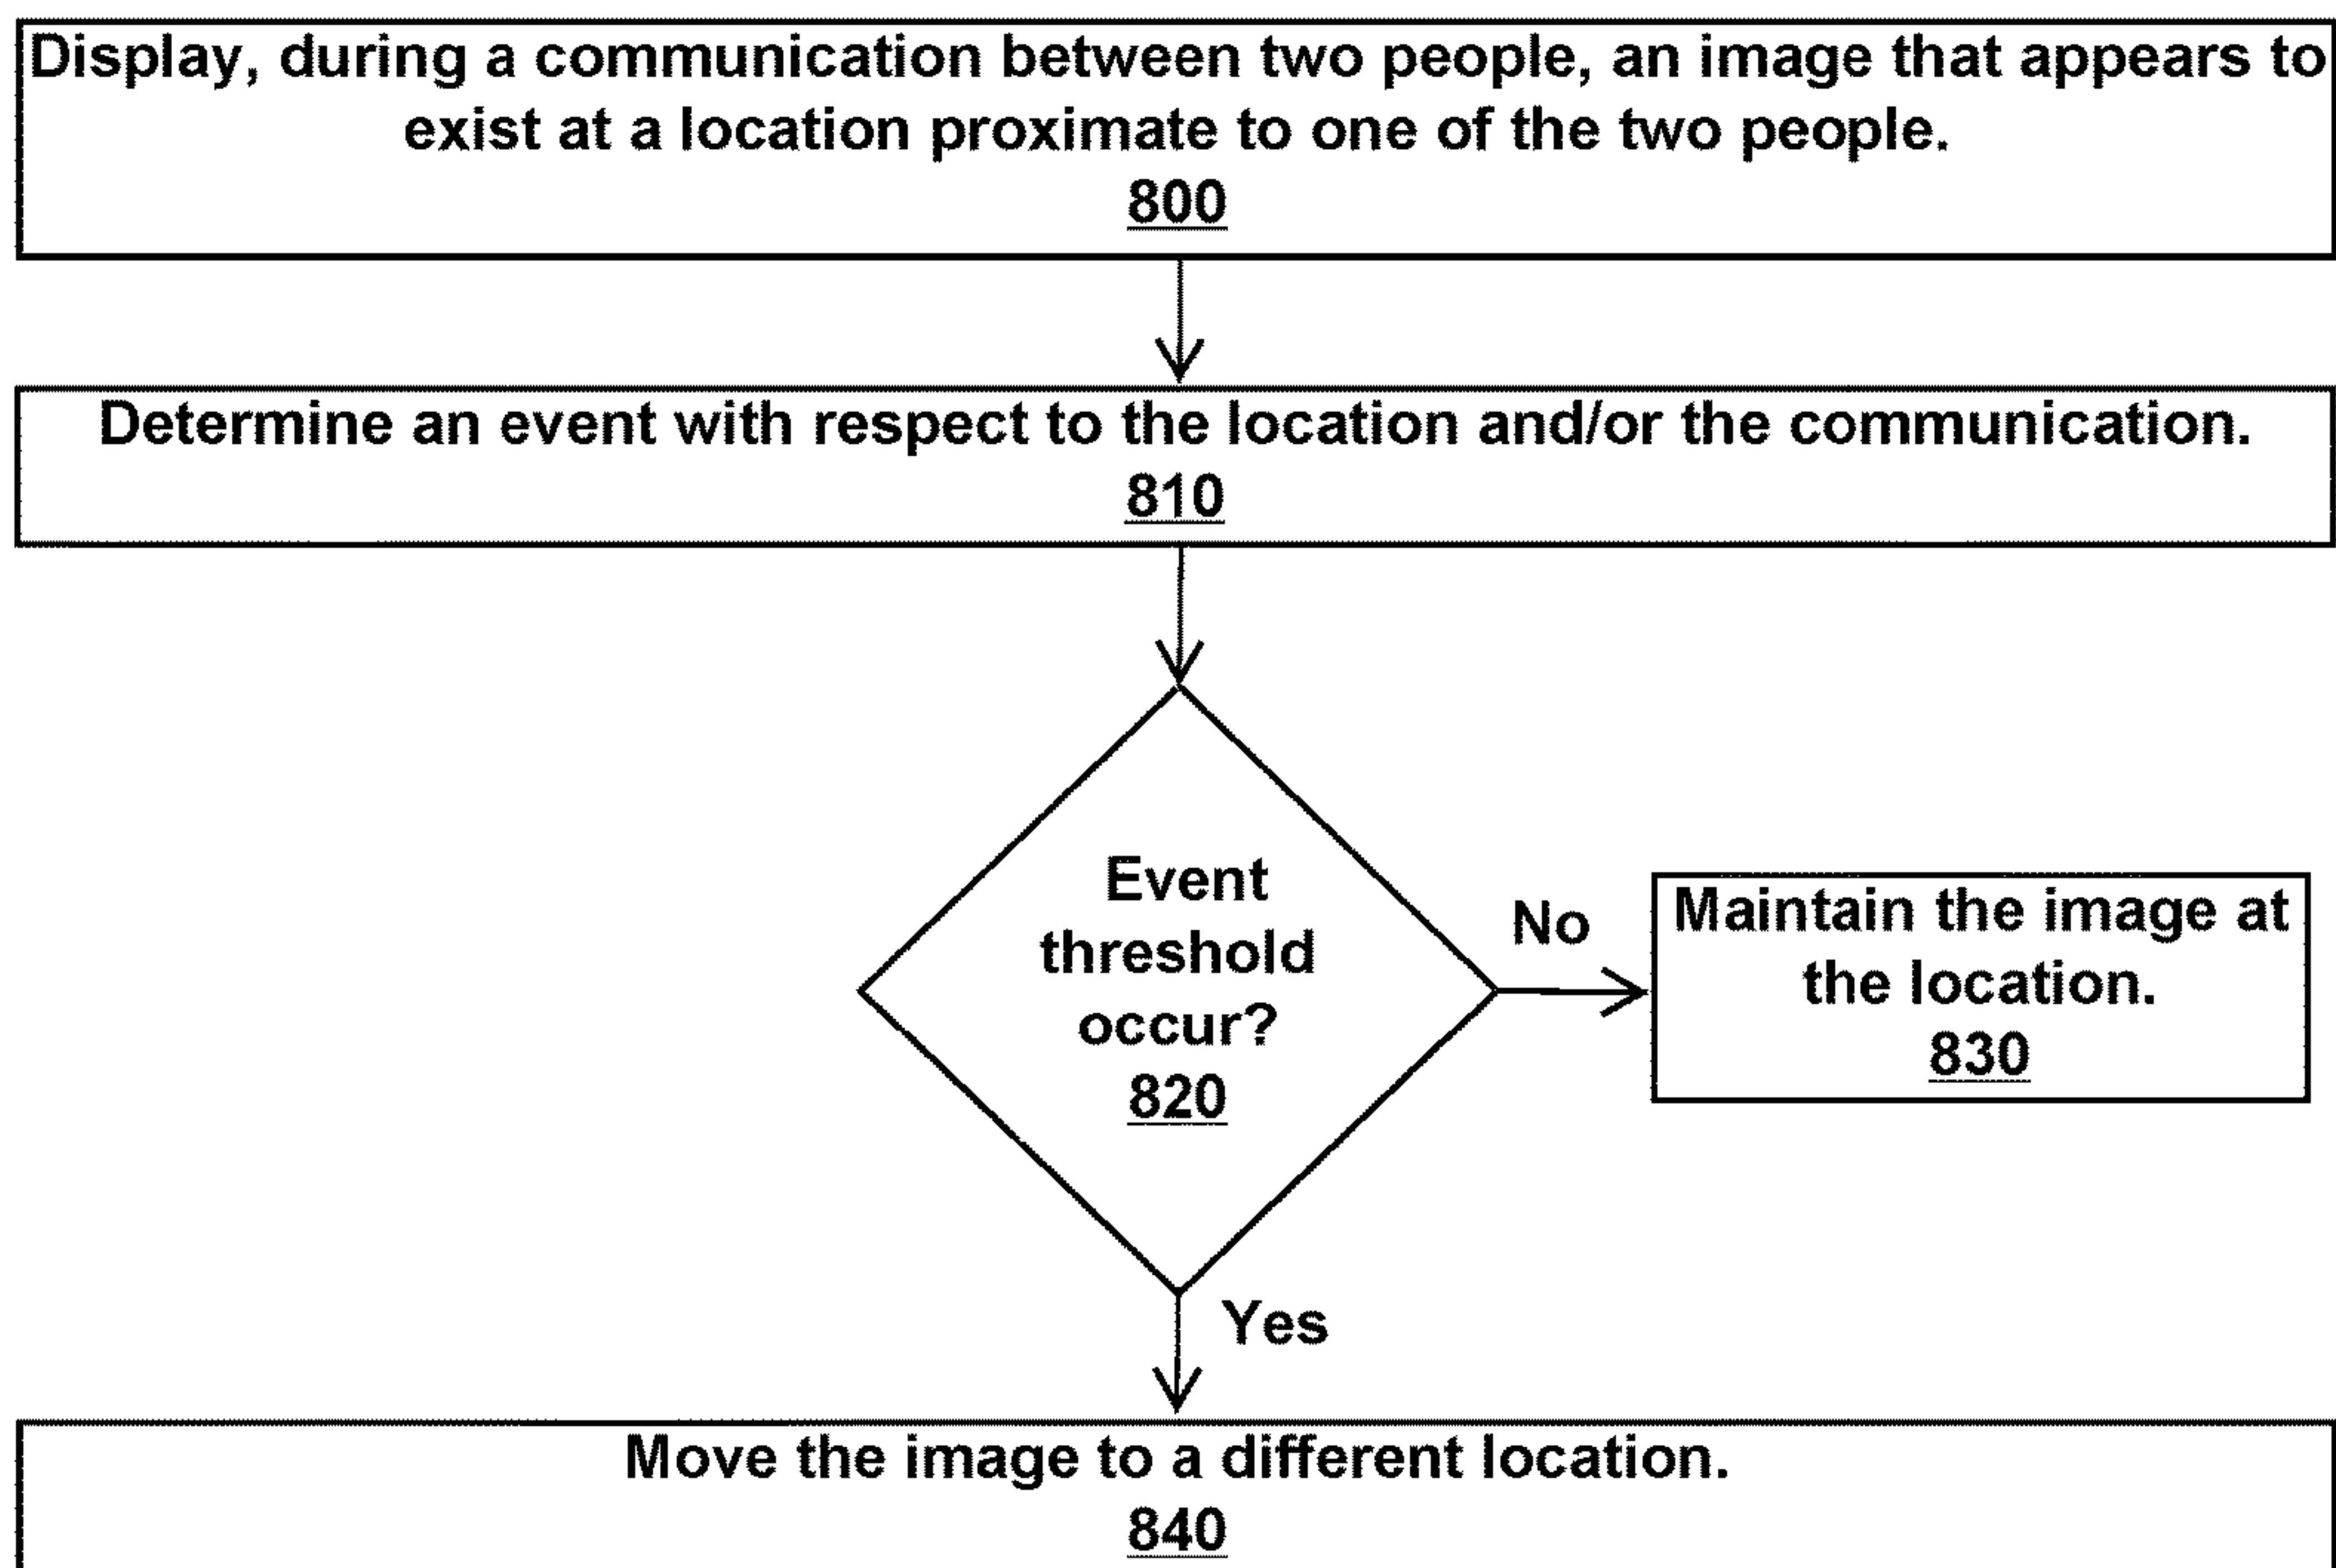 Display, during a communication between two people, an image that appears to
exist at a location proximate to one of the two people.
800
Determine an event with respect to the location and/or the communication.
810
Event
threshold
occur?
820
No
Maintain the image at
the location.
830
Yes
Move the image to a different location.
840